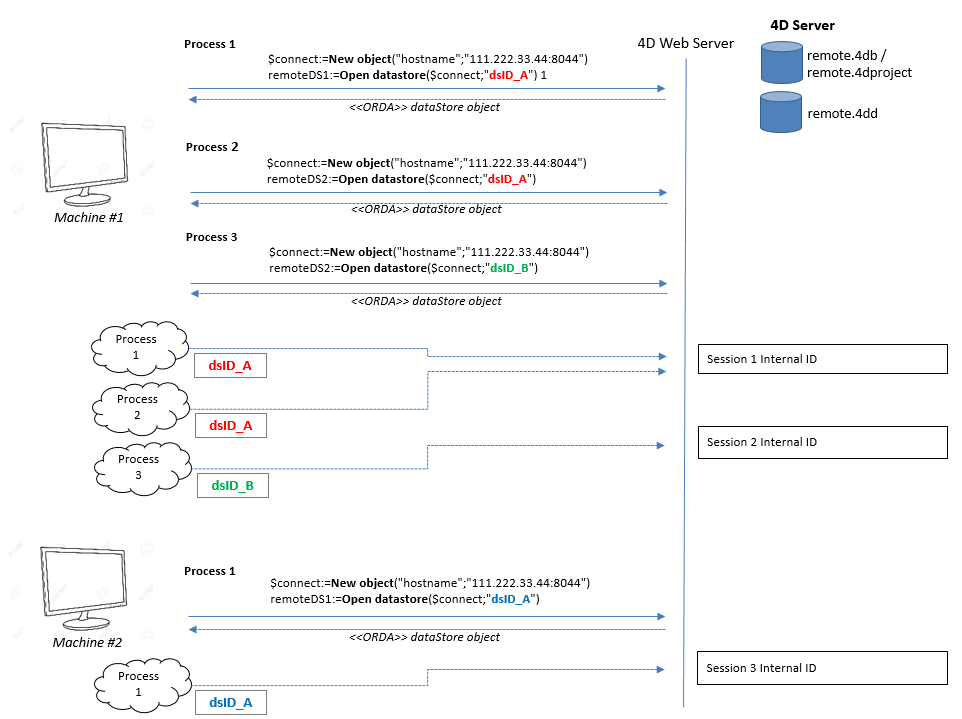 4D Server
4D Web Server
remote.4db /
remote.4dproject
remote.4dd
Process 1
$connect:=New object("hostname";"111.222.33.44:8044")
remoteDS1:=Open datastore($connect;"dsID_A") 1
<<ORDA>> dataStore object
Process 2
$connect:=New object("hostname";"111.222.33.44:8044")
remoteDS2:=Open datastore($connect;"dsID_A")
<<ORDA>> dataStore object
Machine #1
Process 3
$connect:=New object("hostname";"111.222.33.44:8044")
remoteDS2:=Open datastore($connect;"dsID_B")
<<ORDA>> dataStore object
Process
1
dsID_A
Session 1 Internal ID
Process
2
dsID_A
Session 2 Internal ID
Process
3
dsID_B
Process 1
$connect:=New object("hostname";"111.222.33.44:8044")
remoteDS1:=Open datastore($connect;"dsID_A")
<<ORDA>> dataStore object
Machine #2
Process
1
dsID_A
Session 3 Internal ID